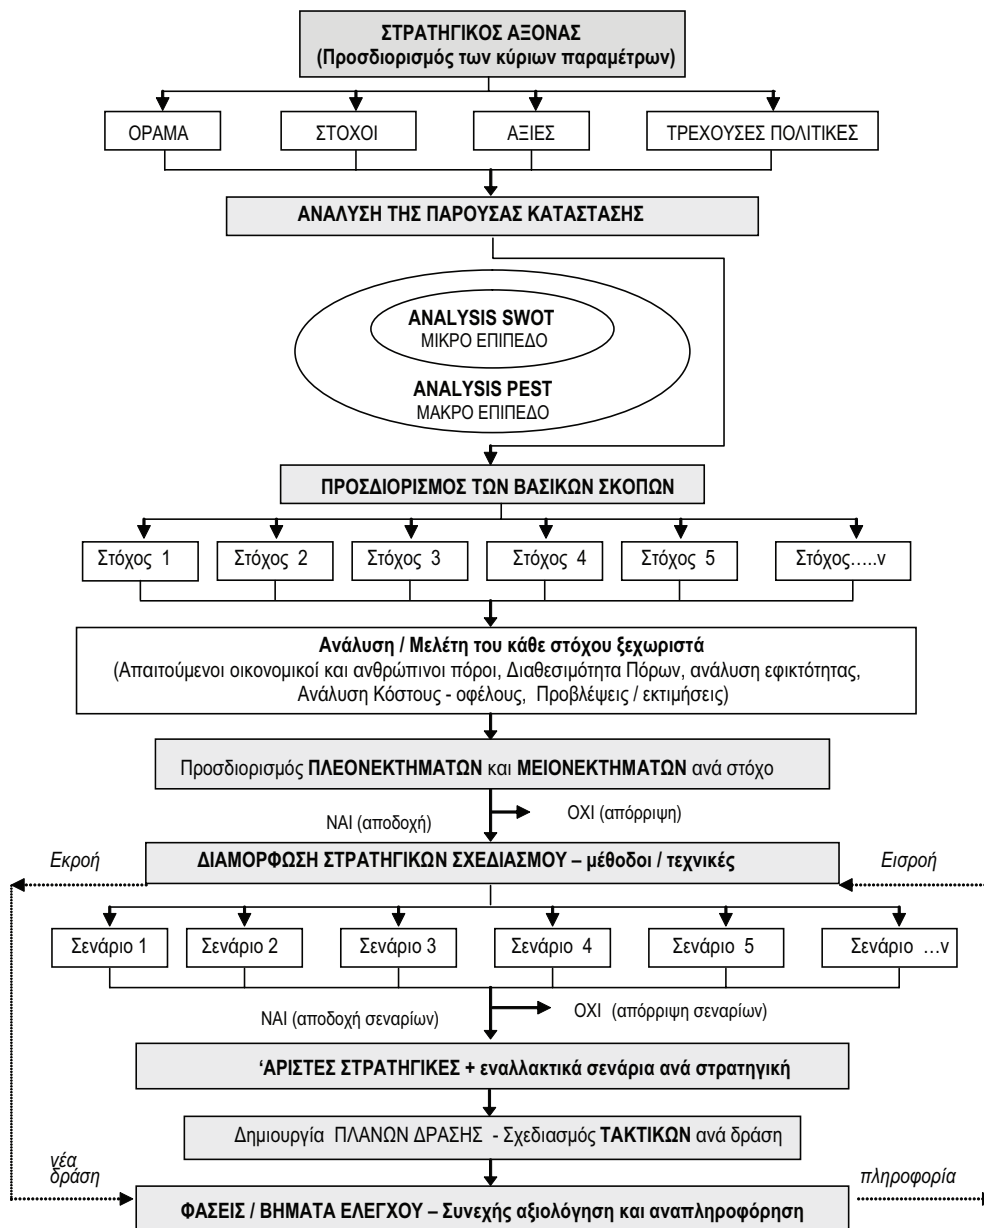 ΣΤΡΑΤΗΓΙΚΟΣ ΑΞΟΝΑΣ
(Προσδιορισμός των κύριων παραμέτρων)
ΟΡΑΜΑ
ΣΤΟΧΟΙ
ΑΞΙΕΣ
ΤΡΕΧΟΥΣΕΣ ΠΟΛΙΤΙΚΕΣ
ΑΝΑΛΥΣΗ ΤΗΣ ΠΑΡΟΥΣΑΣ ΚΑΤΑΣΤΑΣΗΣ
ANALYSIS SWOT
ΜΙΚΡΟ ΕΠΙΠΕΔΟ
ANALYSIS PEST
ΜΑΚΡΟ ΕΠΙΠΕΔΟ
ΠΡΟΣΔΙΟΡΙΣΜΟΣ ΤΩΝ ΒΑΣΙΚΩΝ ΣΚΟΠΩΝ
Στόχος 1
Στόχος 2
Στόχος 3
Στόχος 4
Στόχος 5
Στόχος.....ν
Ανάλυση / Μελέτη του κάθε στόχου ξεχωριστά
(Απαιτούμενοι οικονομικοί και ανθρώπινοι πόροι, Διαθεσιμότητα Πόρων, ανάλυση εφικτότητας,
Ανάλυση Κόστους - οφέλους, Προβλέψεις / εκτιμήσεις)
Προσδιορισμός ΠΛΕΟΝΕΚΤΗΜΑΤΩΝ και ΜΕΙΟΝΕΚΤΗΜΑΤΩΝ ανά στόχο
ΝΑΙ (αποδοχή)
ΟΧΙ (απόρριψη)
Εκροή
ΔΙΑΜΟΡΦΩΣΗ ΣΤΡΑΤΗΓΙΚΩΝ ΣΧΕΔΙΑΣΜΟΥ – μέθοδοι / τεχνικές
Εισροή
Σενάριο 1
Σενάριο 2
Σενάριο 3
Σενάριο 4
Σενάριο 5
Σενάριο ...ν
ΝΑΙ (αποδοχή σεναρίων)
ΟΧΙ (απόρριψη σεναρίων)
‘ΑΡΙΣΤΕΣ ΣΤΡΑΤΗΓΙΚΕΣ + εναλλακτικά σενάρια ανά στρατηγική
Δημιουργία ΠΛΑΝΩΝ ΔΡΑΣΗΣ - Σχεδιασμός ΤΑΚΤΙΚΩΝ ανά δράση
νέα
δράση
πληροφορία
ΦΑΣΕΙΣ / ΒΗΜΑΤΑ ΕΛΕΓΧΟΥ – Συνεχής αξιολόγηση και αναπληροφόρηση